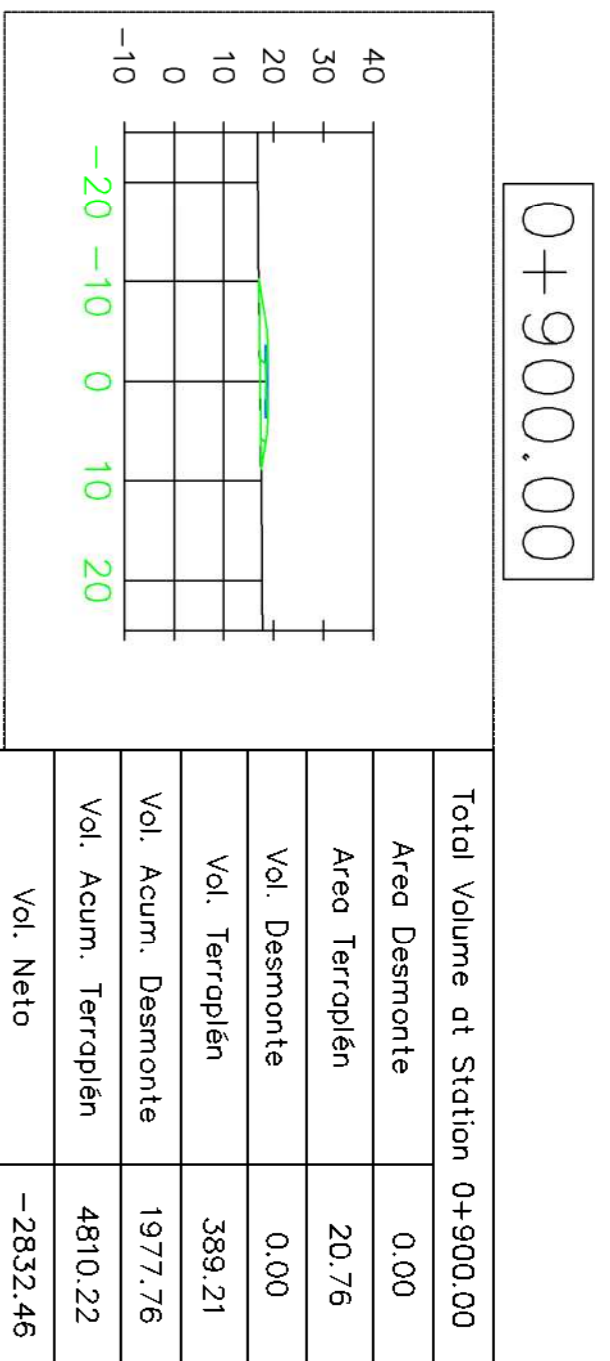 0+900.00
40
30
20
10
0
-10
-20 -10 0 10 20
Total Volume at Station 0+900.00
Area Desmonte 0.00
Area Terraplén 20.76
Vol. Desmonte 0.00
Vol. Terraplén 389.21
Vol. Acum. Desmonte 1977.76
Vol. Acum. Terraplén 4810.22
Vol. Neto -2832.46